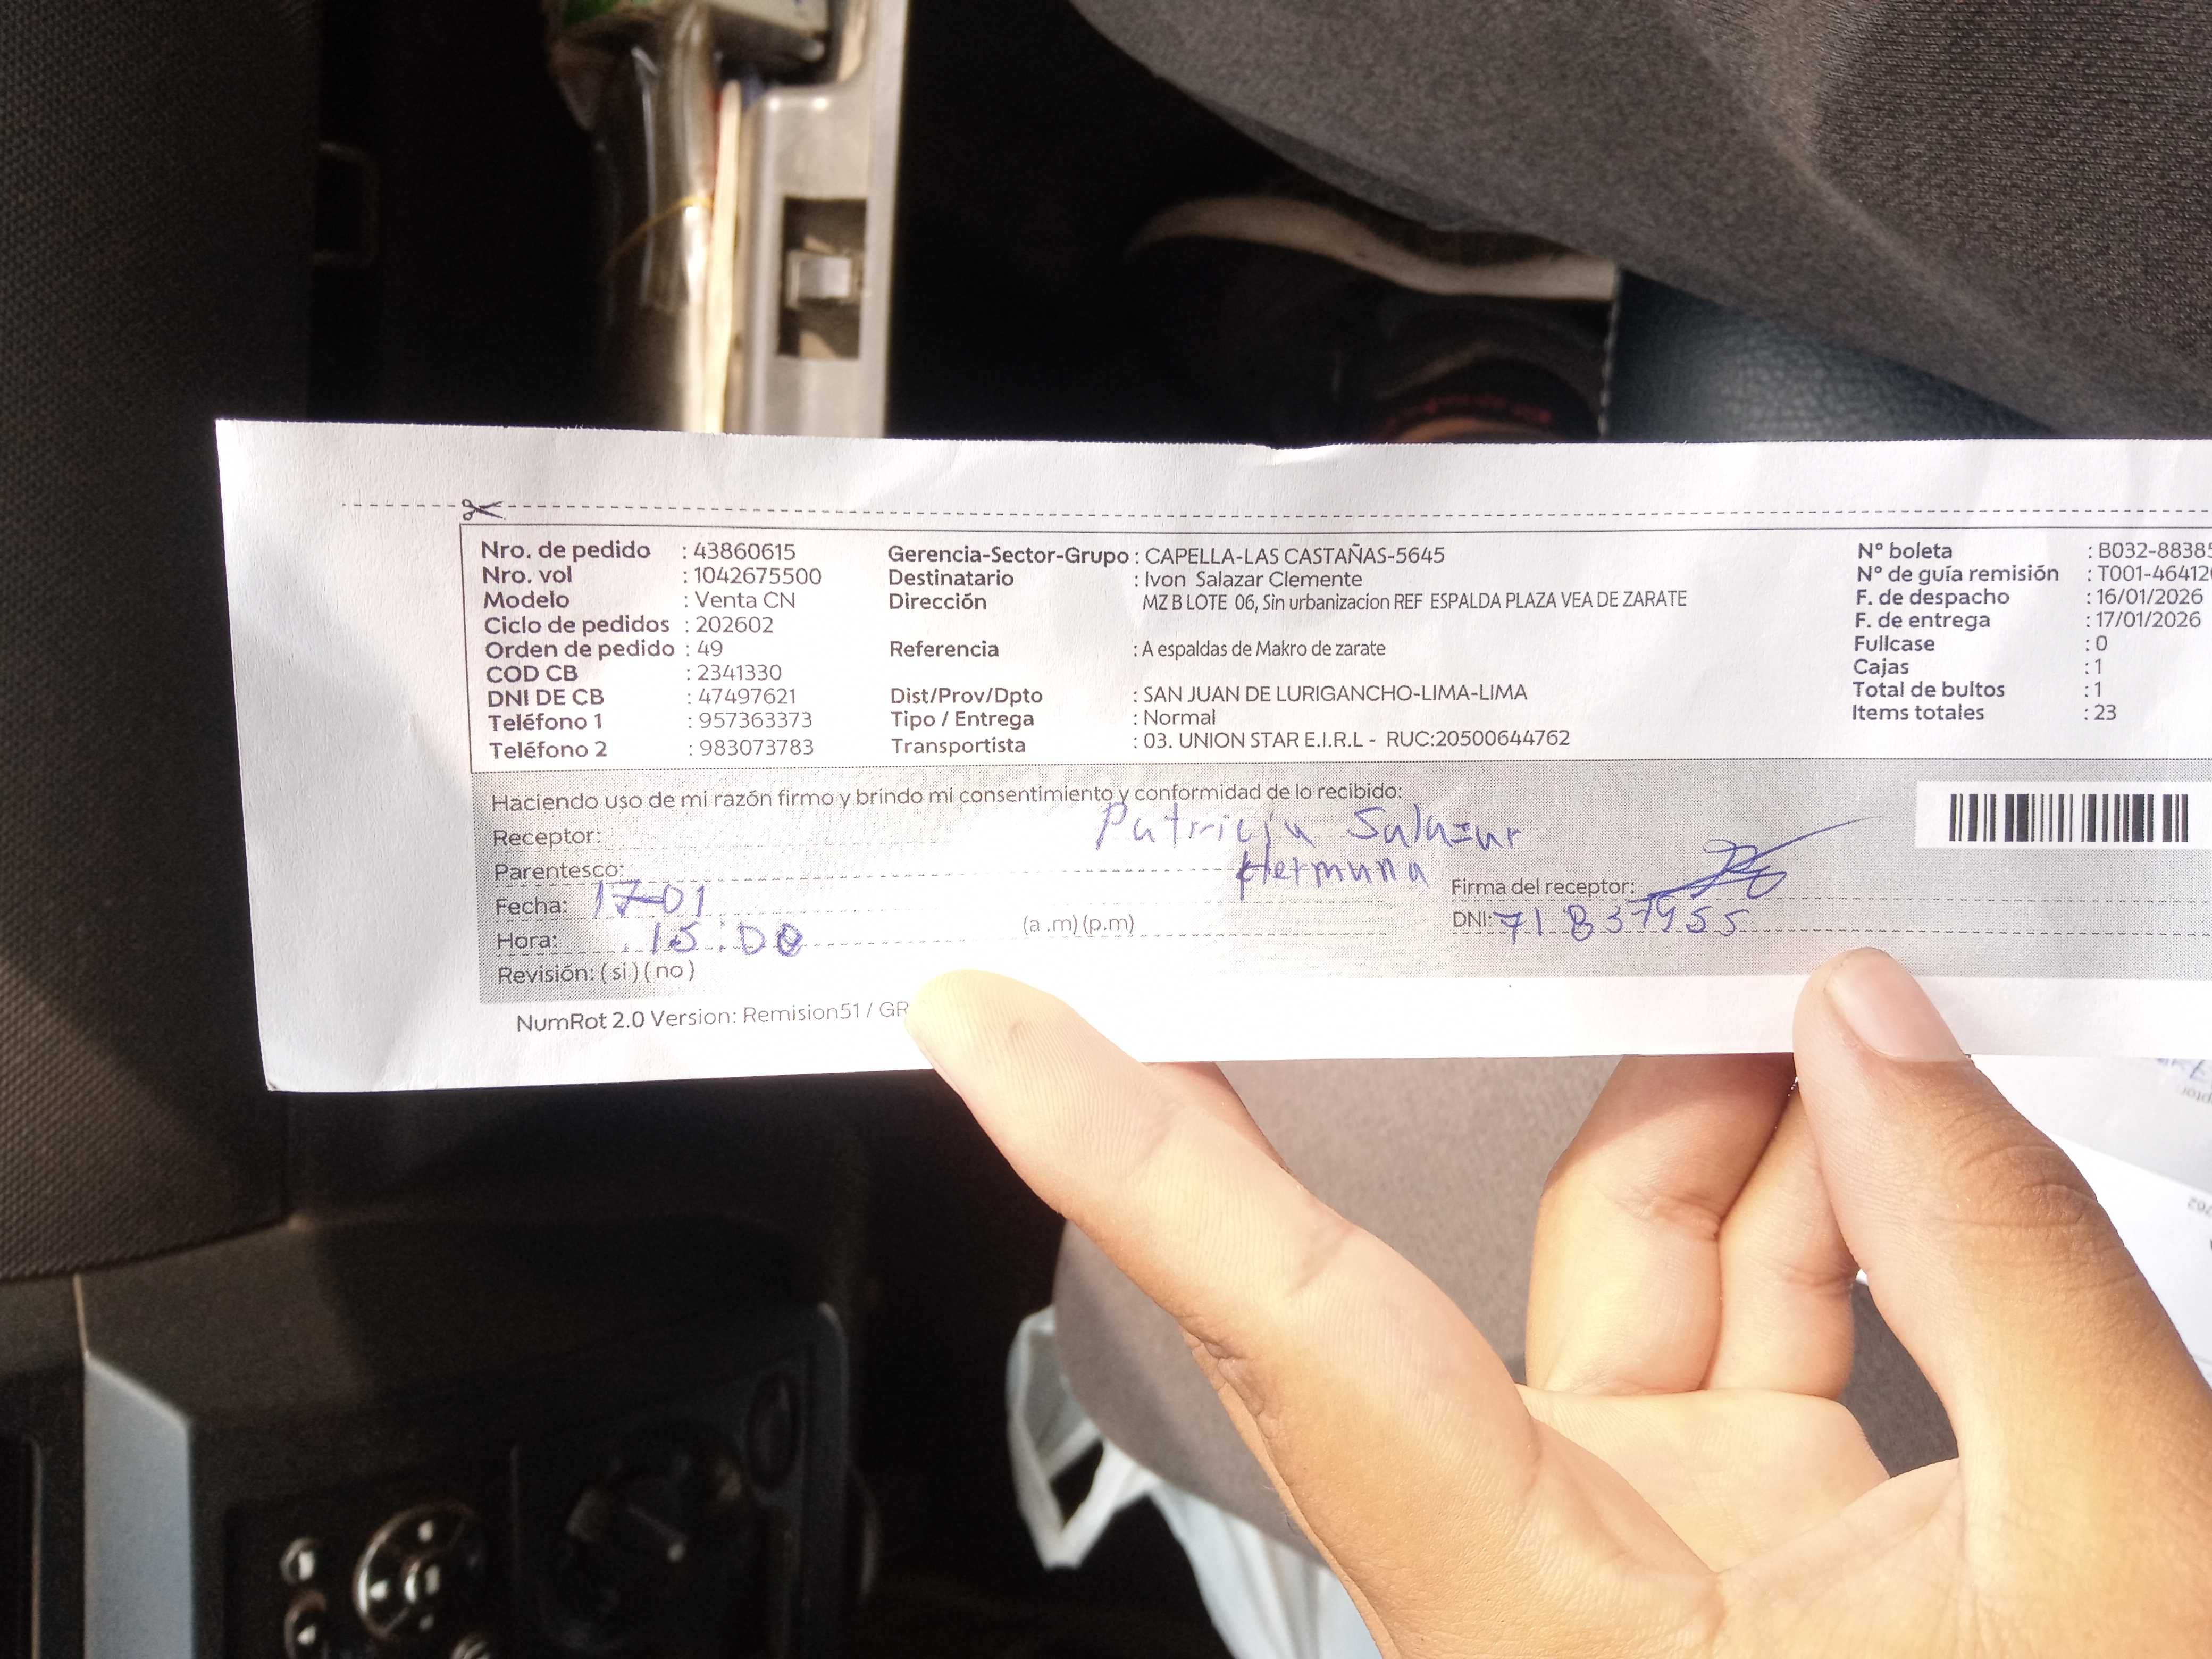 Nro. de pedido : 43860615
Nro. vol : 1042675500
Modelo : Venta CN
Ciclo de pedidos : 202602
Orden de pedido : 49
COD CB : 2341330
DNI DE CB : 47497621
Teléfono 1 : 957363373
Teléfono 2 : 983073783
Gerencia-Sector-Grupo : CAPELLA-LAS CASTAÑAS-5645
Destinatario : Ivon Salazar Clemente
Dirección MZ B LOTE 06, Sin urbanizacion REF ESPALDA PLAZA VEA DE ZARATE
Referencia : A espaldas de Makro de zarate
Dist/Prov/Dpto : SAN JUAN DE LURIGANCHO-LIMA-LIMA
Tipo / Entrega : Normal
Transportista : 03. UNION STAR E.I.R.L - RUC:20500644762
N° boleta : B032-88385
N° de guía remisión : T001-46412
F. de despacho : 16/01/2026
F. de entrega : 17/01/2026
Fullcase : 0
Cajas : 1
Total de bultos : 1
Items totales : 23
Haciendo uso de mi razón firmo y brindo mi consentimiento y conformidad de lo recibido:
Receptor: Patricia Salazar
Parentesco: Hermana
Fecha: 17-01
Hora: 15:00 (a .m) (p.m)
Revisión: ( si ) ( no )
Firma del receptor:
DNI: 71837955
NumRot 2.0 Version: Remision51 / GR